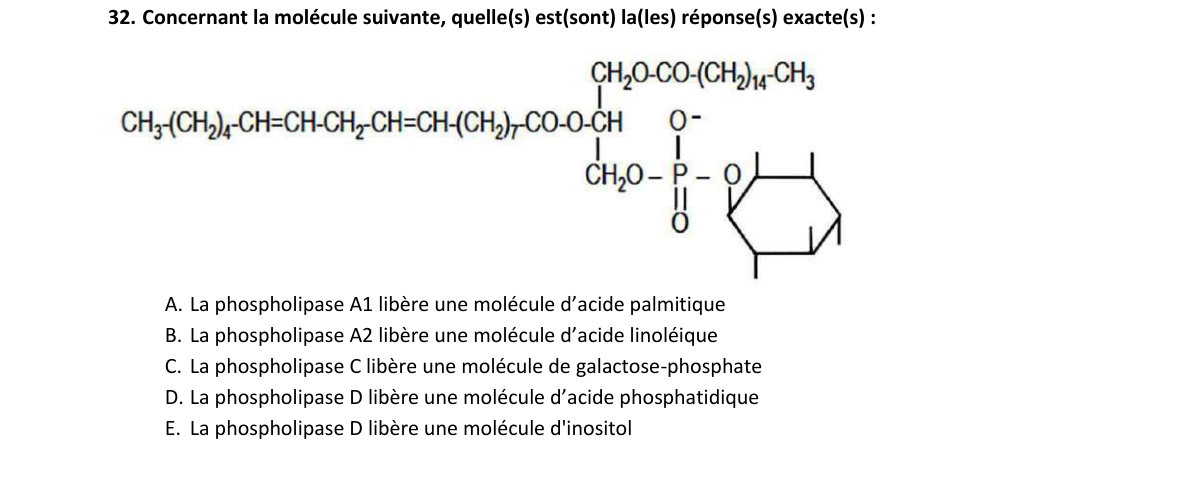 32. Concernant la molécule suivante, quelle(s) est(sont) la(les) réponse(s) exacte(s) :
CH₂O-CO-(CH₂)₁₄-CH₃
CH₃-(CH₂)₄-CH=CH-CH₂-CH=CH-(CH₂)₇-CO-O-CH O-
CH₂O – P – O
O
A. La phospholipase A1 libère une molécule d’acide palmitique
B. La phospholipase A2 libère une molécule d’acide linoléique
C. La phospholipase C libère une molécule de galactose-phosphate
D. La phospholipase D libère une molécule d’acide phosphatidique
E. La phospholipase D libère une molécule d'inositol